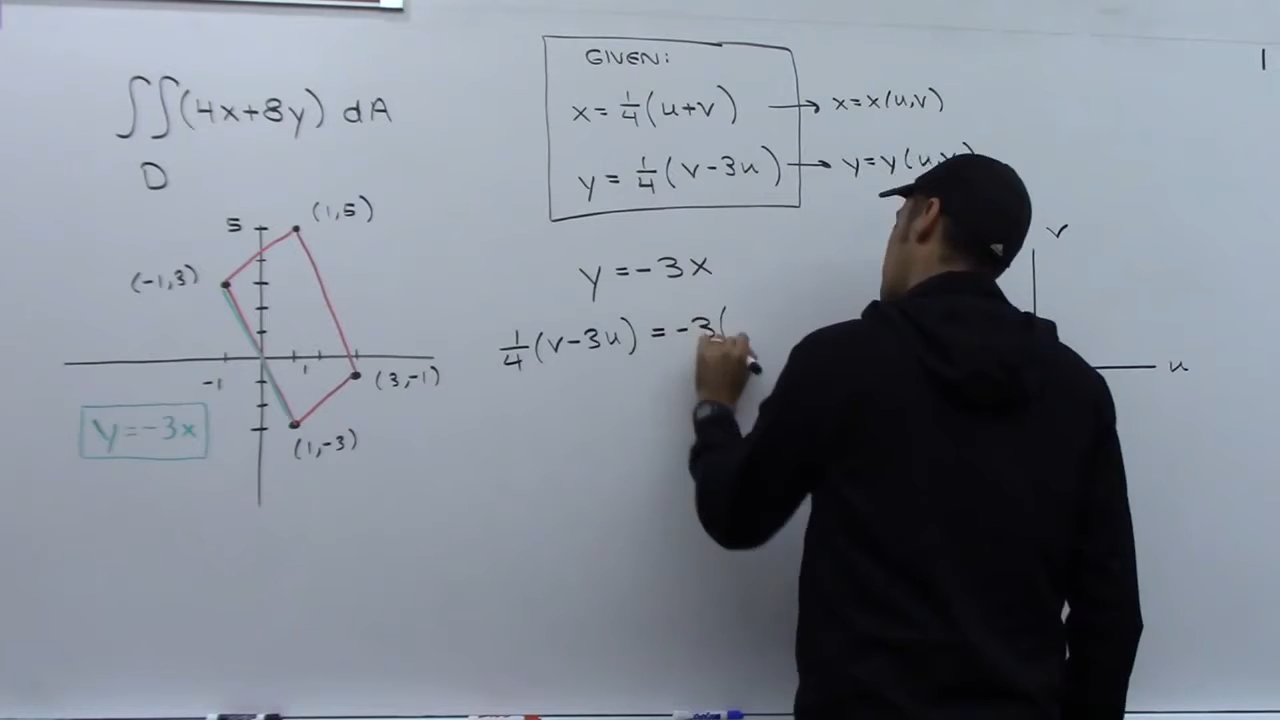 ∫∫(4x+8y) dA
D
5
(1,5)
(-1,3)
-1
1
(3,-1)
(1,-3)
y=-3x
GIVEN:
x = 1/4(u+v) → x=x(u,v)
y = 1/4(v-3u) → y=y(u,
y = -3x
1/4(v-3u) = -3(
v
u